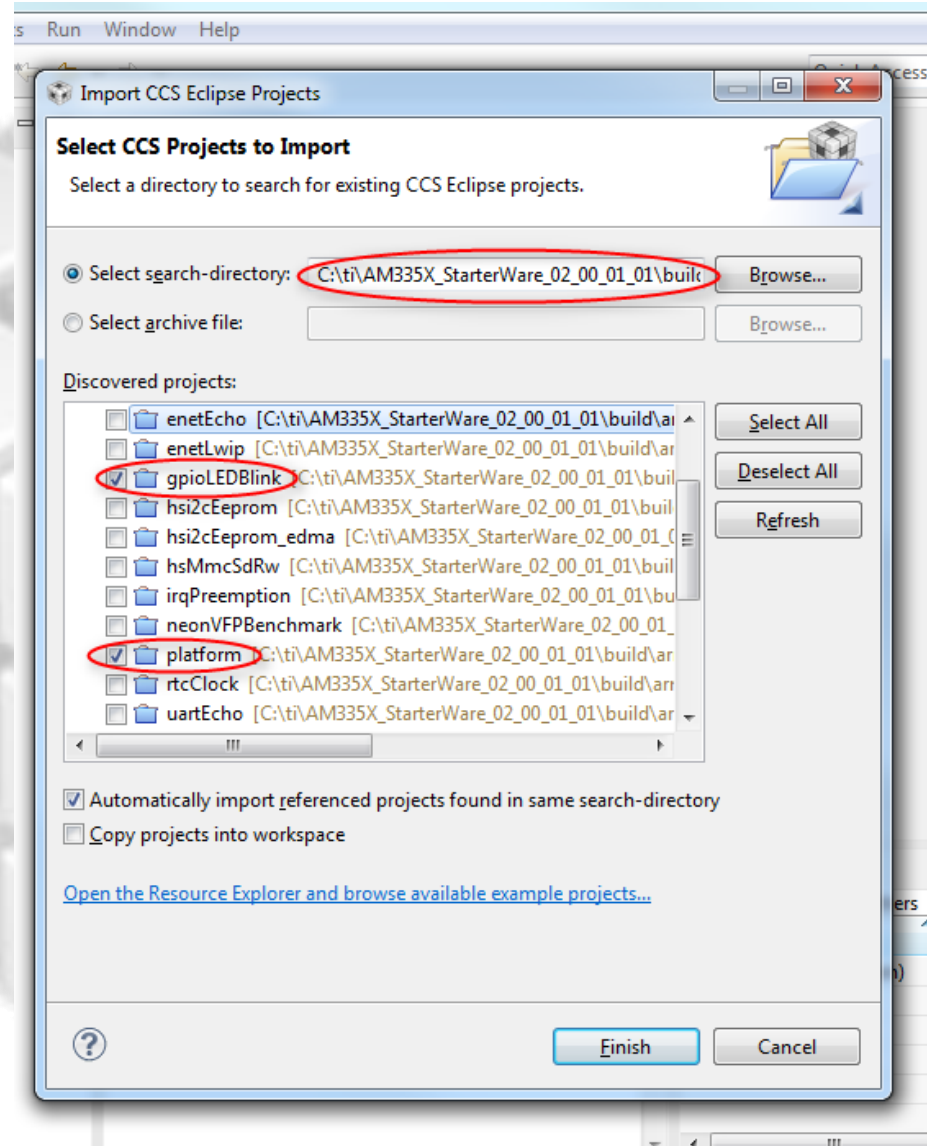 Run Window Help
Import CCS Eclipse Projects
Select CCS Projects to Import
Select a directory to search for existing CCS Eclipse projects.
Select search-directory: C:\ti\AM335X_StarterWare_02_00_01_01\build Browse...
Select archive file: Browse...
Discovered projects:
enetEcho [C:\ti\AM335X_StarterWare_02_00_01_01\build\ar
enetLwip [C:\ti\AM335X_StarterWare_02_00_01_01\build\ar
Select All
gpioLEDBlink [C:\ti\AM335X_StarterWare_02_00_01_01\buil
Deselect All
hsi2cEeprom [C:\ti\AM335X_StarterWare_02_00_01_01\buil
Refresh
hsi2cEeprom_edma [C:\ti\AM335X_StarterWare_02_00_01_0
hsMmcSdRw [C:\ti\AM335X_StarterWare_02_00_01_01\buil
irqPreemption [C:\ti\AM335X_StarterWare_02_00_01_01\bu
neonVFPBenchmark [C:\ti\AM335X_StarterWare_02_00_01_
platform [C:\ti\AM335X_StarterWare_02_00_01_01\build\ar
rtcClock [C:\ti\AM335X_StarterWare_02_00_01_01\build\arr
uartEcho [C:\ti\AM335X_StarterWare_02_00_01_01\build\ar
Automatically import referenced projects found in same search-directory
Copy projects into workspace
Open the Resource Explorer and browse available example projects...
ers
Finish Cancel